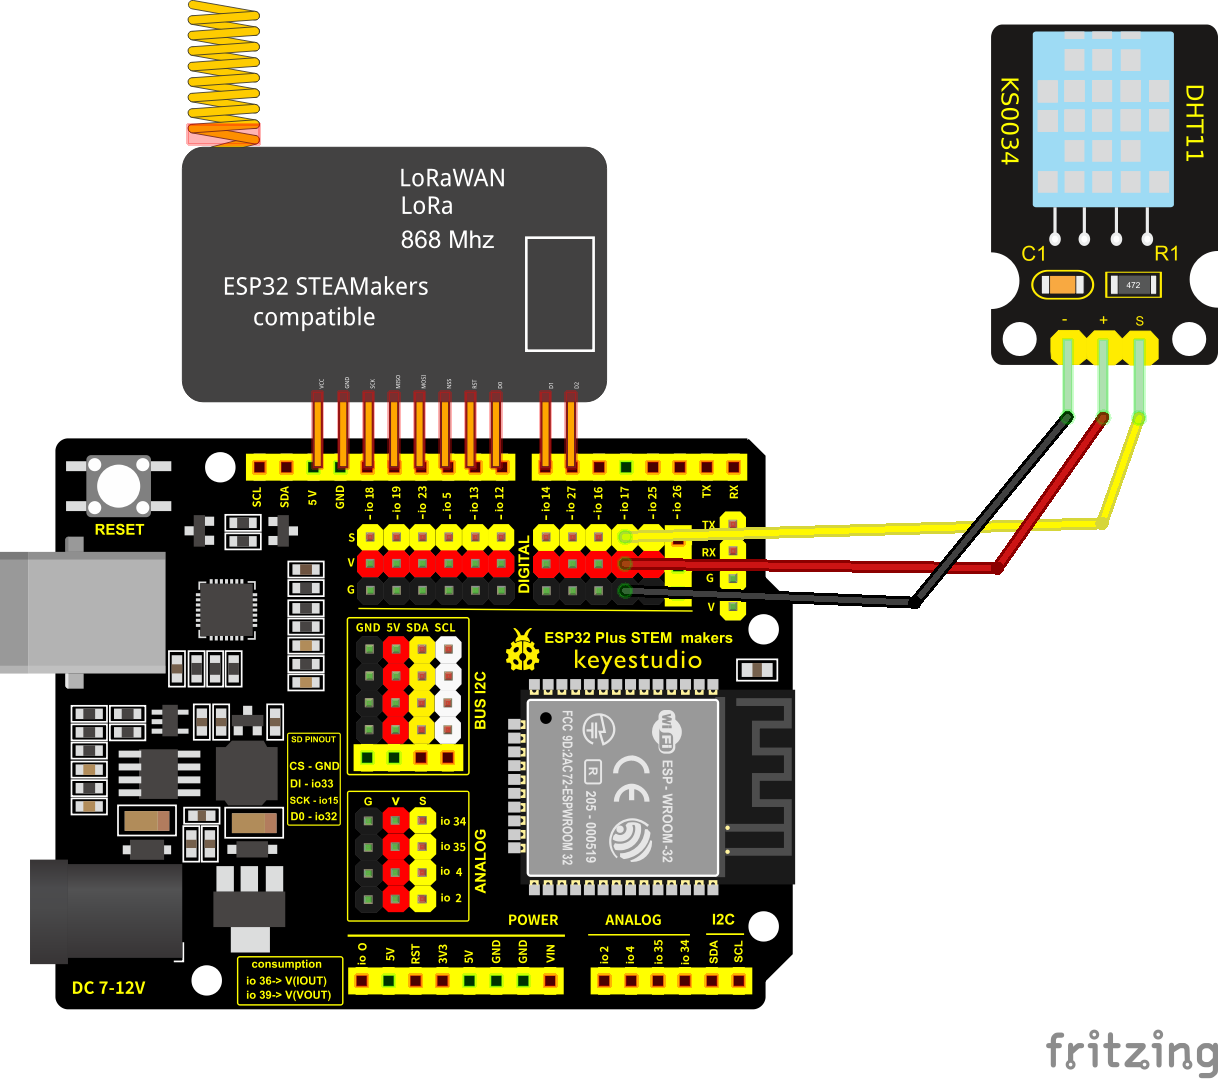 LoRaWAN
LoRa
868 Mhz
ESP32 STEAMakers
compatible
VCC
GND
SCK
MISO
MOSI
NSS
RST
D0
D1
D2
KS0034
DHT11
C1
R1
472
-
+
S
RESET
SCL
SDA
5 V
GND
io 18
io 19
io 23
io 5
io 13
io 12
io 14
io 27
io 16
io 17
io 25
io 26
TX
RX
S
V
G
DIGITAL
TX
RX
G
V
ESP32 Plus STEM makers
keyestudio
GND 5V SDA SCL
BUS I2C
SD PINOUT
CS - GND
DI - io33
SCK - io15
D0 - io32
G V S
io 34
io 35
io 4
io 2
ANALOG
WiFi
ESP - WROOM-32
CE
R
205 - 000519
FCC 9D:2AC72-ESPWROOM 32
POWER
ANALOG
I2C
io 0
5V
RST
3V3
5V
GND
GND
VIN
io 2
io 4
io 35
io 34
SDA
SCL
DC 7-12V
consumption
io 36-> V(IOUT)
io 39-> V(VOUT)
fritzing